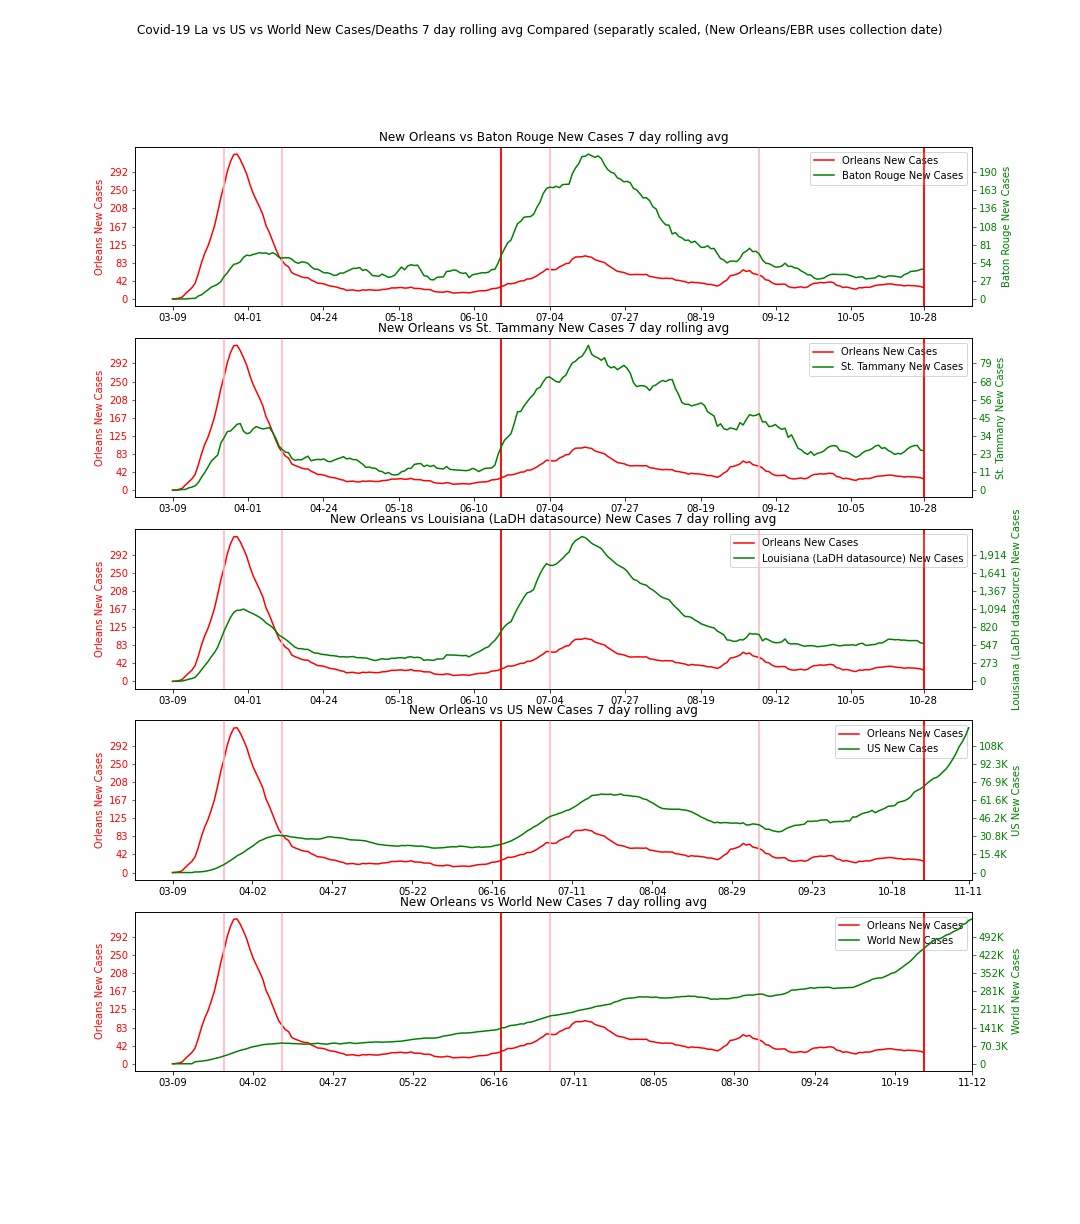 Covid-19 La vs US vs World New Cases/Deaths 7 day rolling avg Compared (separatly scaled, (New Orleans/EBR uses collection date)
New Orleans vs Baton Rouge New Cases 7 day rolling avg
Orleans New Cases
292
250
208
167
125
83
42
0
Orleans New Cases
Baton Rouge New Cases
190
163
136
108
81
54
27
0
Baton Rouge New Cases
03-09 04-01 04-24 05-18 06-10 07-04 07-27 08-19 09-12 10-05 10-28
New Orleans vs St. Tammany New Cases 7 day rolling avg
Orleans New Cases
292
250
208
167
125
83
42
0
Orleans New Cases
St. Tammany New Cases
79
68
56
45
34
23
11
0
St. Tammany New Cases
03-09 04-01 04-24 05-18 06-10 07-04 07-27 08-19 09-12 10-05 10-28
New Orleans vs Louisiana (LaDH datasource) New Cases 7 day rolling avg
Orleans New Cases
292
250
208
167
125
83
42
0
Orleans New Cases
Louisiana (LaDH datasource) New Cases
1,914
1,641
1,367
1,094
820
547
273
0
Louisiana (LaDH datasource) New Cases
03-09 04-01 04-24 05-18 06-10 07-04 07-27 08-19 09-12 10-05 10-28
New Orleans vs US New Cases 7 day rolling avg
Orleans New Cases
292
250
208
167
125
83
42
0
Orleans New Cases
US New Cases
108K
92.3K
76.9K
61.6K
46.2K
30.8K
15.4K
0
US New Cases
03-09 04-02 04-27 05-22 06-16 07-11 08-04 08-29 09-23 10-18 11-11
New Orleans vs World New Cases 7 day rolling avg
Orleans New Cases
292
250
208
167
125
83
42
0
Orleans New Cases
World New Cases
492K
422K
352K
281K
211K
141K
70.3K
0
World New Cases
03-09 04-02 04-27 05-22 06-16 07-11 08-05 08-30 09-24 10-19 11-12